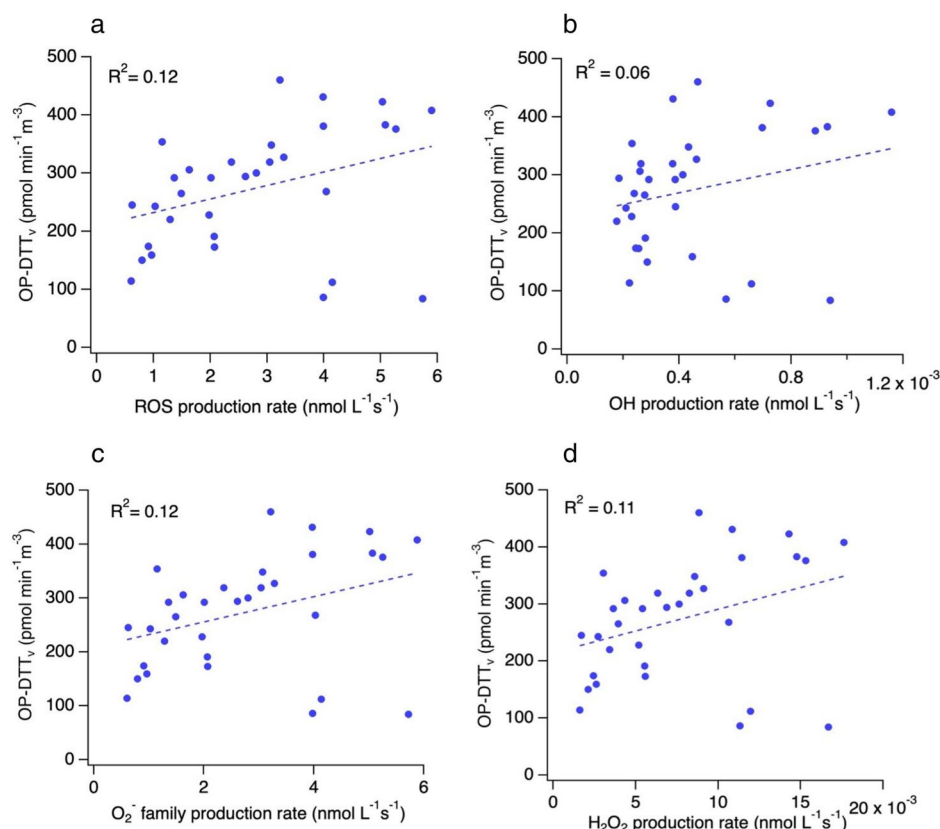 a
R² = 0.12
500
400
300
200
100
0
OP-DTTᵥ (pmol min⁻¹m⁻³)
0 1 2 3 4 5 6
ROS production rate (nmol L⁻¹s⁻¹)
b
R² = 0.06
500
400
300
200
100
0
OP-DTTᵥ (pmol min⁻¹m⁻³)
0.0 0.4 0.8 1.2 x 10⁻³
OH production rate (nmol L⁻¹s⁻¹)
c
R² = 0.12
500
400
300
200
100
0
OP-DTTᵥ (pmol min⁻¹m⁻³)
0 2 4 6
O₂⁻ family production rate (nmol L⁻¹s⁻¹)
d
R² = 0.11
500
400
300
200
100
0
OP-DTTᵥ (pmol min⁻¹m⁻³)
0 5 10 15 20 x 10⁻³
H₂O₂ production rate (nmol L⁻¹s⁻¹)